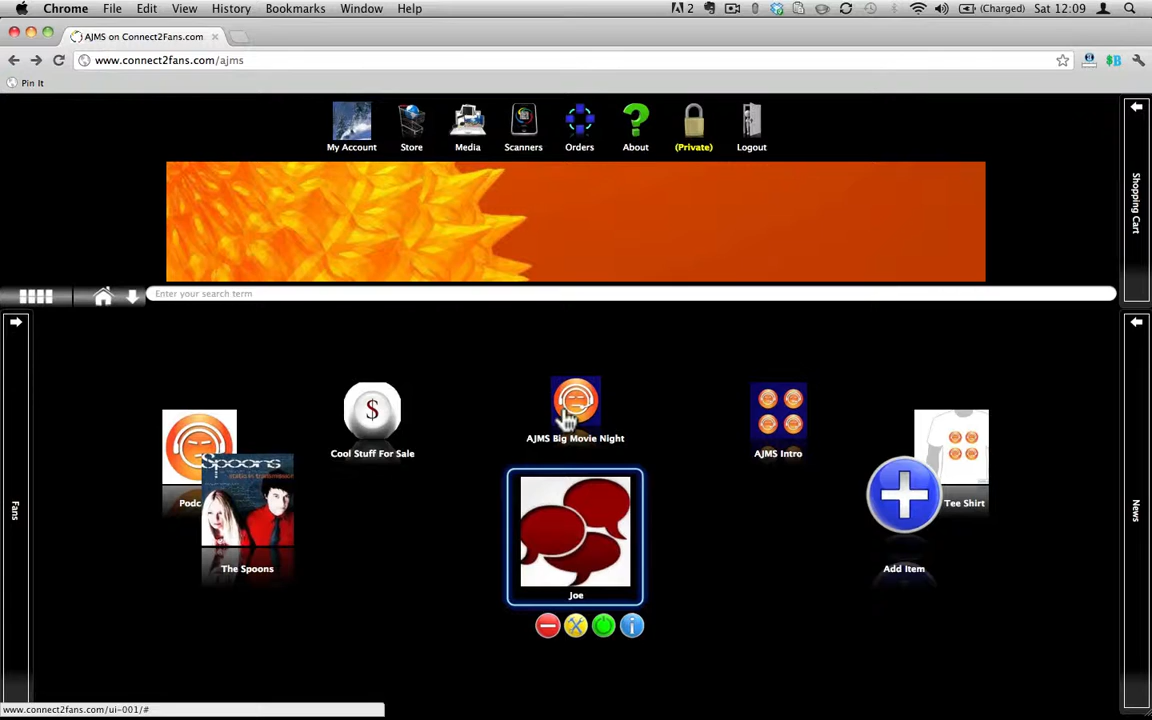 Chrome File Edit View History Bookmarks Window Help 2 (Charged) Sat 12:09
AJMS on Connect2Fans.com
www.connect2fans.com/ajms
Pin It
My Account Store Media Scanners Orders About (Private) Logout
Shopping Cart
Enter your search term
$
AJMS Big Movie Night
Cool Stuff For Sale
AJMS Intro
Spoons
Podc
Tee Shirt
Fans
News
The Spoons
Add Item
Joe
www.connect2fans.com/ui-001/#